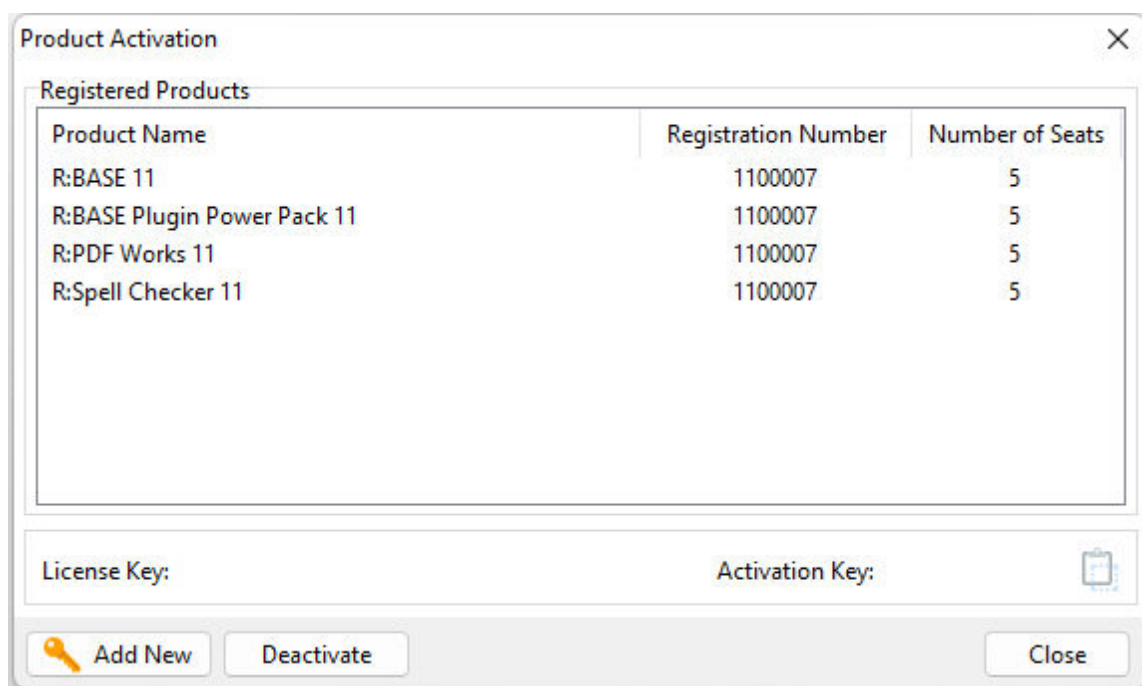 Product Activation
Registered Products
Product Name Registration Number Number of Seats
R:BASE 11 1100007 5
R:BASE Plugin Power Pack 11 1100007 5
R:PDF Works 11 1100007 5
R:Spell Checker 11 1100007 5
License Key: Activation Key:
Add New Deactivate Close